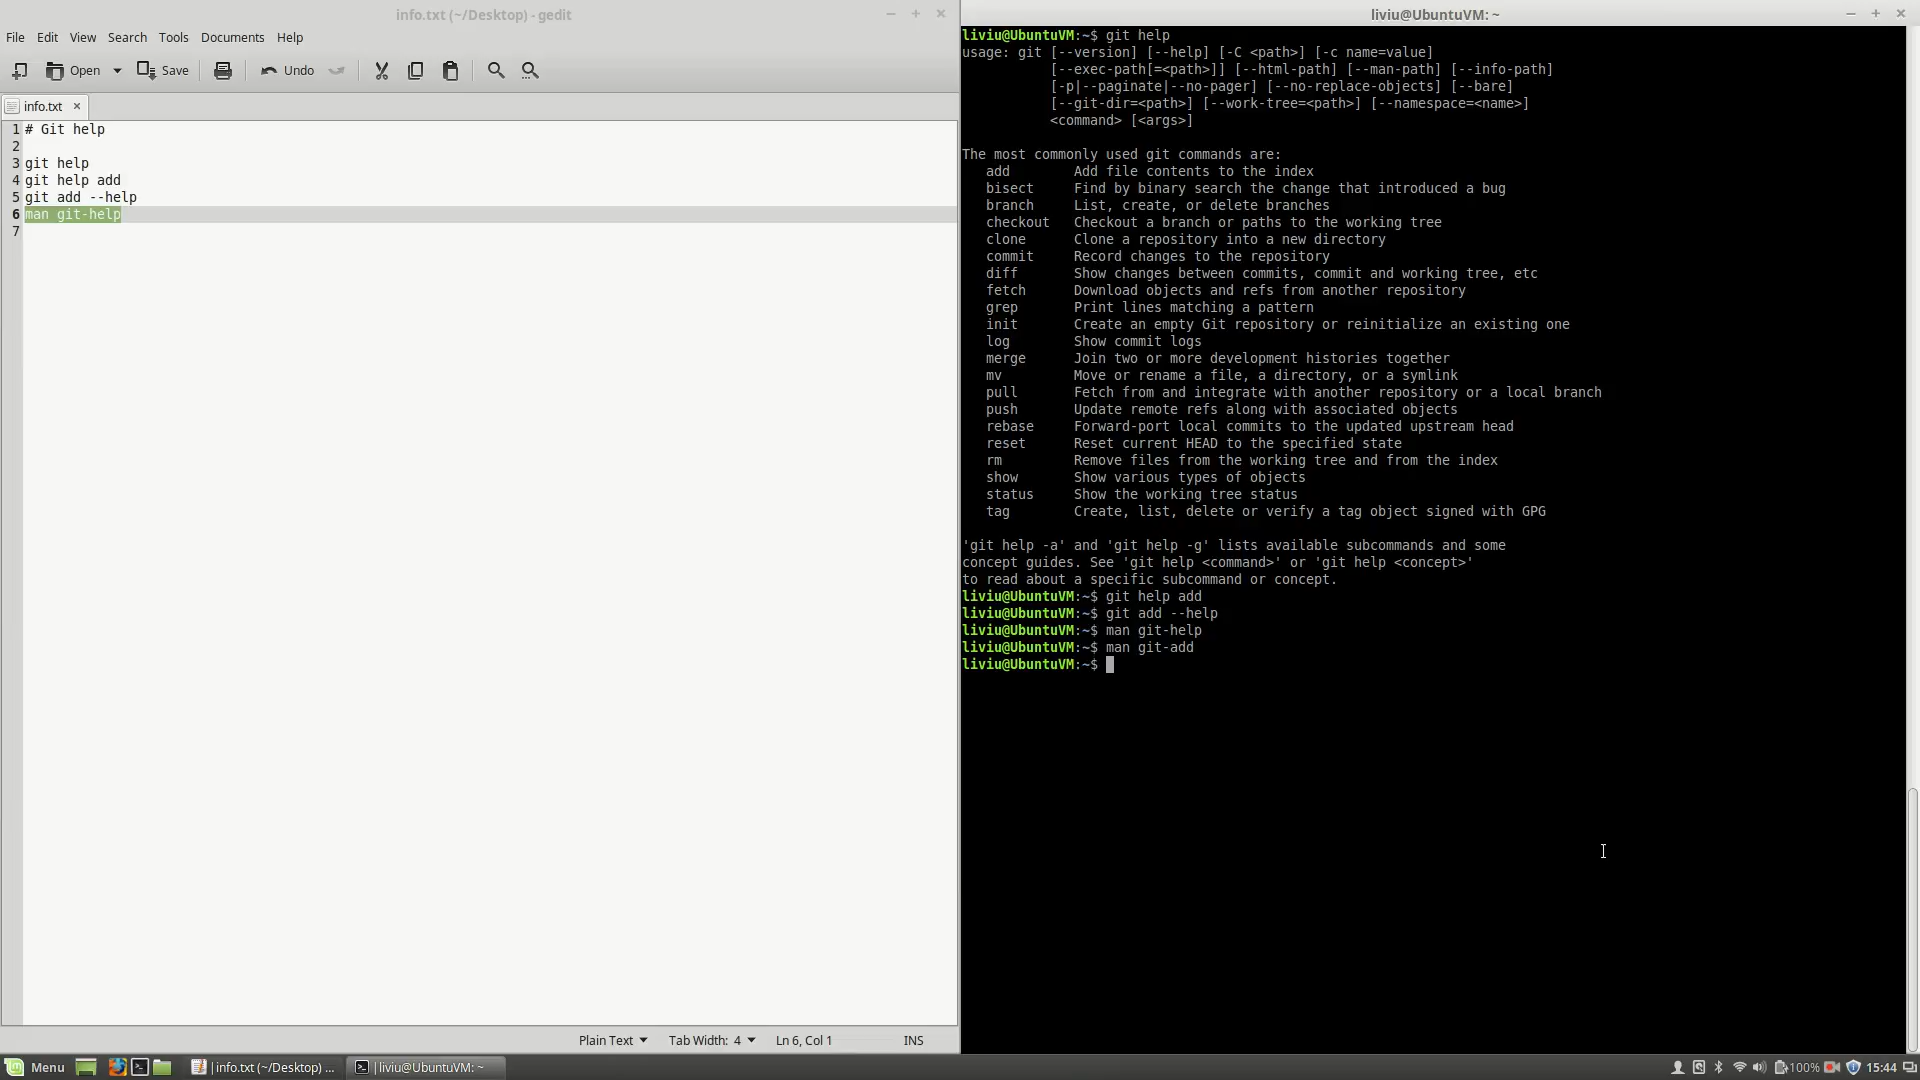 info.txt (~/Desktop) - gedit
File Edit View Search Tools Documents Help
Open Save Undo
info.txt
1 # Git help
2
3 git help
4 git help add
5 git add --help
6 man git-help
7
Plain Text Tab Width: 4 Ln 6, Col 1 INS
liviu@UbuntuVM: ~
liviu@UbuntuVM:~$ git help
usage: git [--version] [--help] [-C <path>] [-c name=value]
[--exec-path[=<path>]] [--html-path] [--man-path] [--info-path]
[-p|--paginate|--no-pager] [--no-replace-objects] [--bare]
[--git-dir=<path>] [--work-tree=<path>] [--namespace=<name>]
<command> [<args>]
The most commonly used git commands are:
add Add file contents to the index
bisect Find by binary search the change that introduced a bug
branch List, create, or delete branches
checkout Checkout a branch or paths to the working tree
clone Clone a repository into a new directory
commit Record changes to the repository
diff Show changes between commits, commit and working tree, etc
fetch Download objects and refs from another repository
grep Print lines matching a pattern
init Create an empty Git repository or reinitialize an existing one
log Show commit logs
merge Join two or more development histories together
mv Move or rename a file, a directory, or a symlink
pull Fetch from and integrate with another repository or a local branch
push Update remote refs along with associated objects
rebase Forward-port local commits to the updated upstream head
reset Reset current HEAD to the specified state
rm Remove files from the working tree and from the index
show Show various types of objects
status Show the working tree status
tag Create, list, delete or verify a tag object signed with GPG
'git help -a' and 'git help -g' lists available subcommands and some
concept guides. See 'git help <command>' or 'git help <concept>'
to read about a specific subcommand or concept.
liviu@UbuntuVM:~$ git help add
liviu@UbuntuVM:~$ git add --help
liviu@UbuntuVM:~$ man git-help
liviu@UbuntuVM:~$ man git-add
liviu@UbuntuVM:~$
Menu |info.txt (~/Desktop) ... |liviu@UbuntuVM: ~ 100% 15:44